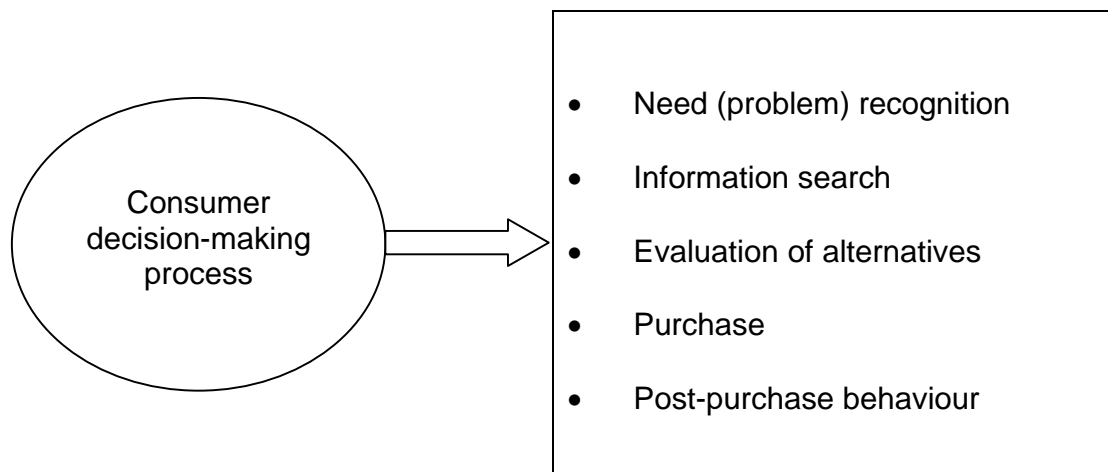 Consumer
decision-making
process
• Need (problem) recognition
• Information search
• Evaluation of alternatives
• Purchase
• Post-purchase behaviour